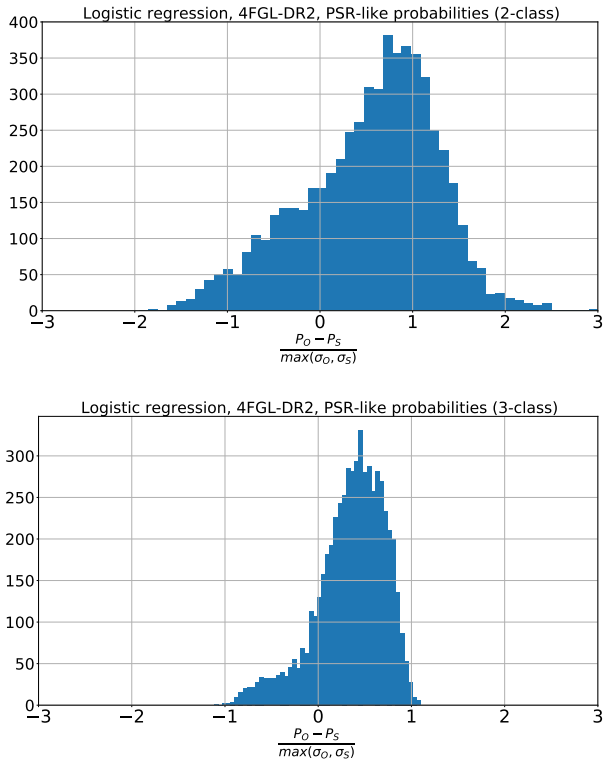 Logistic regression, 4FGL-DR2, PSR-like probabilities (2-class)
400
350
300
250
200
150
100
50
0
−3 −2 −1 0 1 2 3
P_O − P_S
max(σ_O, σ_S)
Logistic regression, 4FGL-DR2, PSR-like probabilities (3-class)
300
250
200
150
100
50
0
−3 −2 −1 0 1 2 3
P_O − P_S
max(σ_O, σ_S)